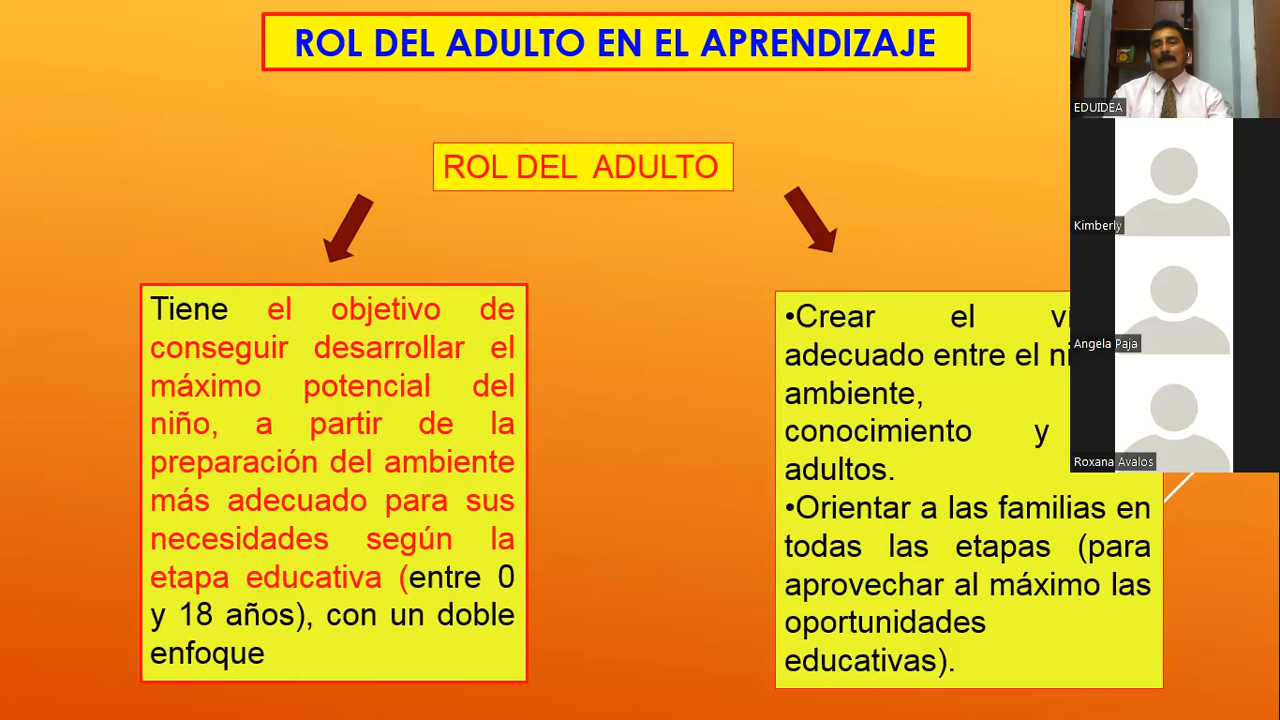 ROL DEL ADULTO EN EL APRENDIZAJE
ROL DEL ADULTO
Tiene el objetivo de
conseguir desarrollar el
máximo potencial del
niño, a partir de la
preparación del ambiente
más adecuado para sus
necesidades según la
etapa educativa (entre 0
y 18 años), con un doble
enfoque
•Crear el
adecuado entre el
ambiente,
conocimiento y
adultos.
•Orientar a las familias en
todas las etapas (para
aprovechar al máximo las
oportunidades
educativas).
EDUIDEA
Kimberly
Angela Paja
Roxana Avalos